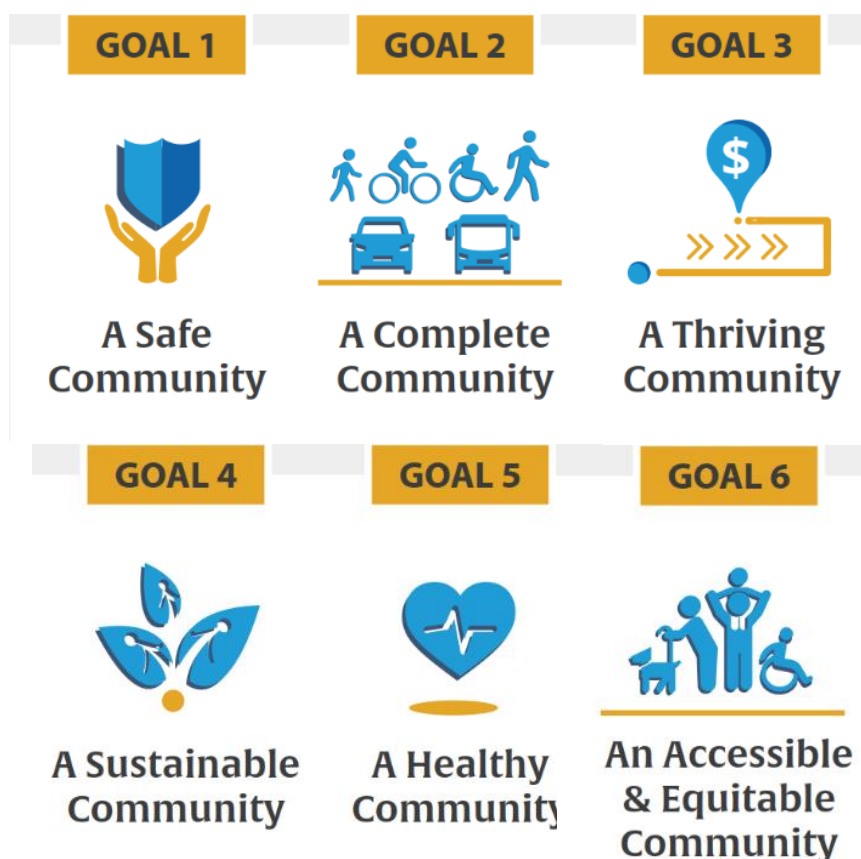 GOAL 1
GOAL 2
GOAL 3
$
A Safe
Community
A Complete
Community
A Thriving
Community
GOAL 4
GOAL 5
GOAL 6
A Sustainable
Community
A Healthy
Community
An Accessible
& Equitable
Community